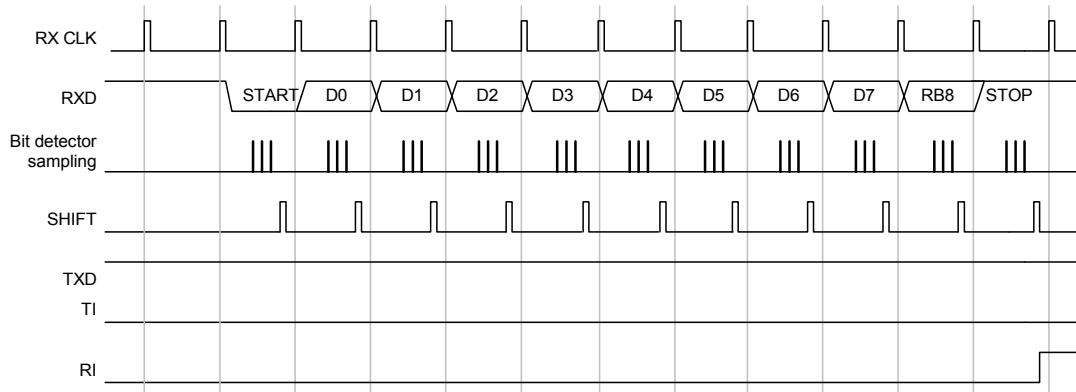 RX CLK
RXD
START D0 D1 D2 D3 D4 D5 D6 D7 RB8 STOP
Bit detector
sampling
SHIFT
TXD
TI
RI